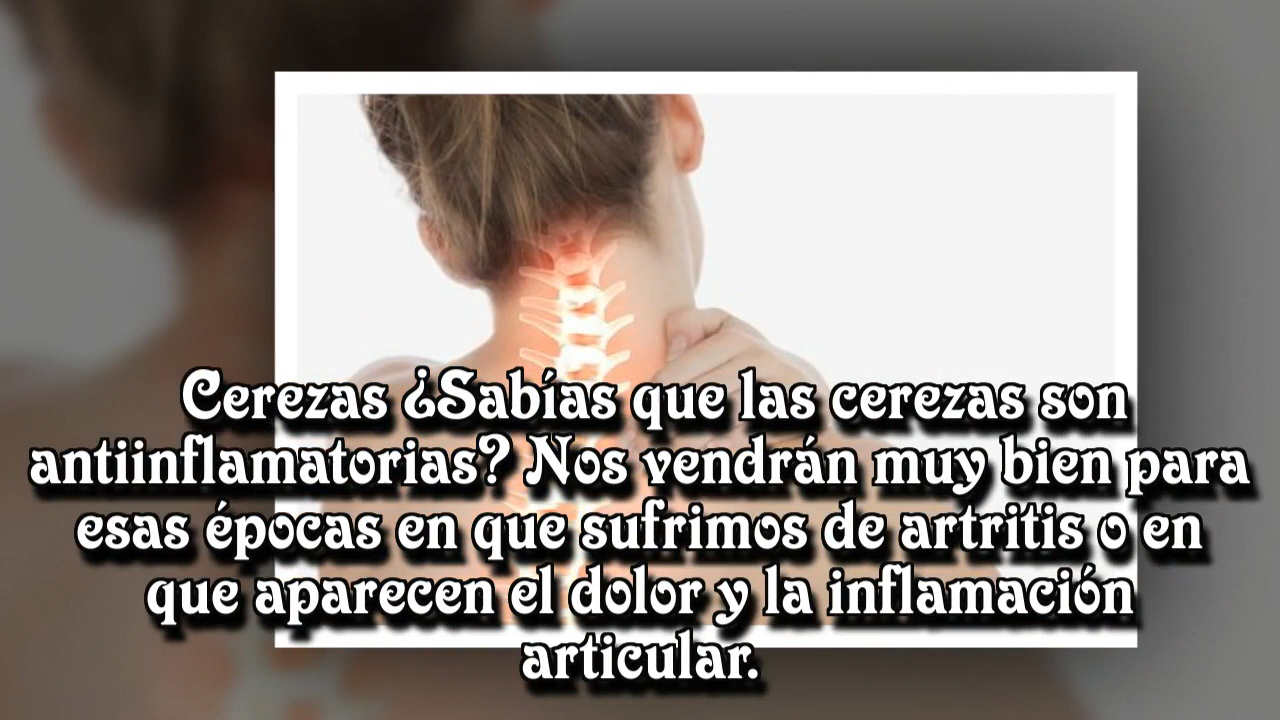 Cerezas ¿Sabías que las cerezas son
antiinflamatorias? Nos vendrán muy bien para
esas épocas en que sufrimos de artritis o en
que aparecen el dolor y la inflamación
articular.